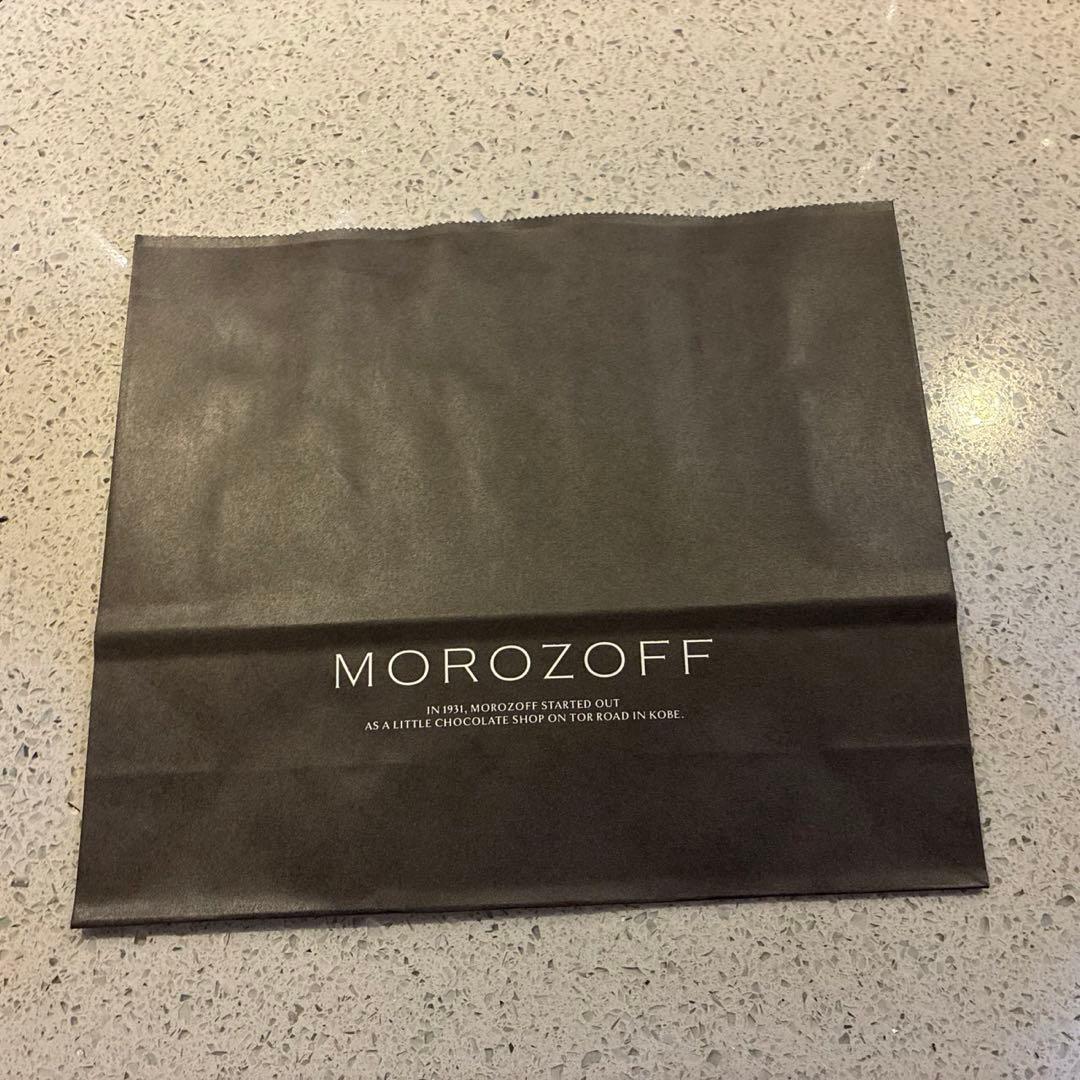 MOROZOFF
IN 1931, MOROZOFF STARTED OUT
AS A LITTLE CHOCOLATE SHOP ON TOR ROAD IN KOBE.